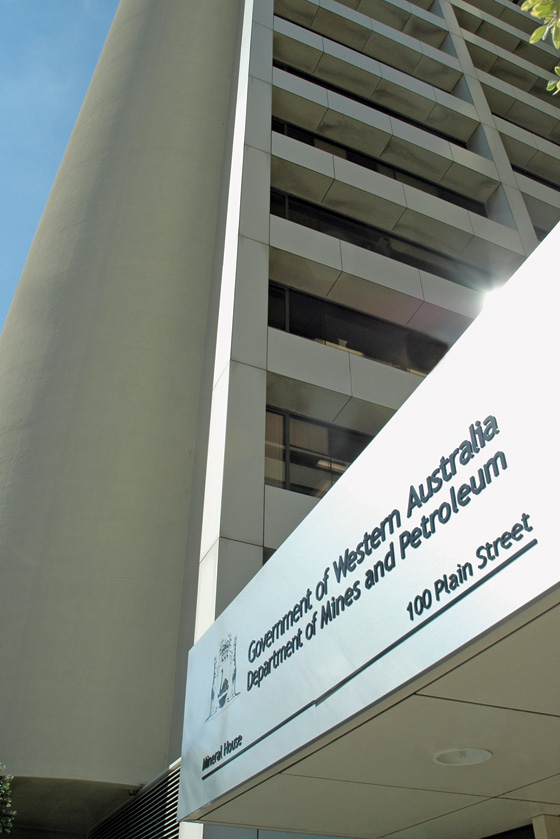 Government of Western Australia
Department of Mines and Petroleum
100 Plain Street
Mineral House